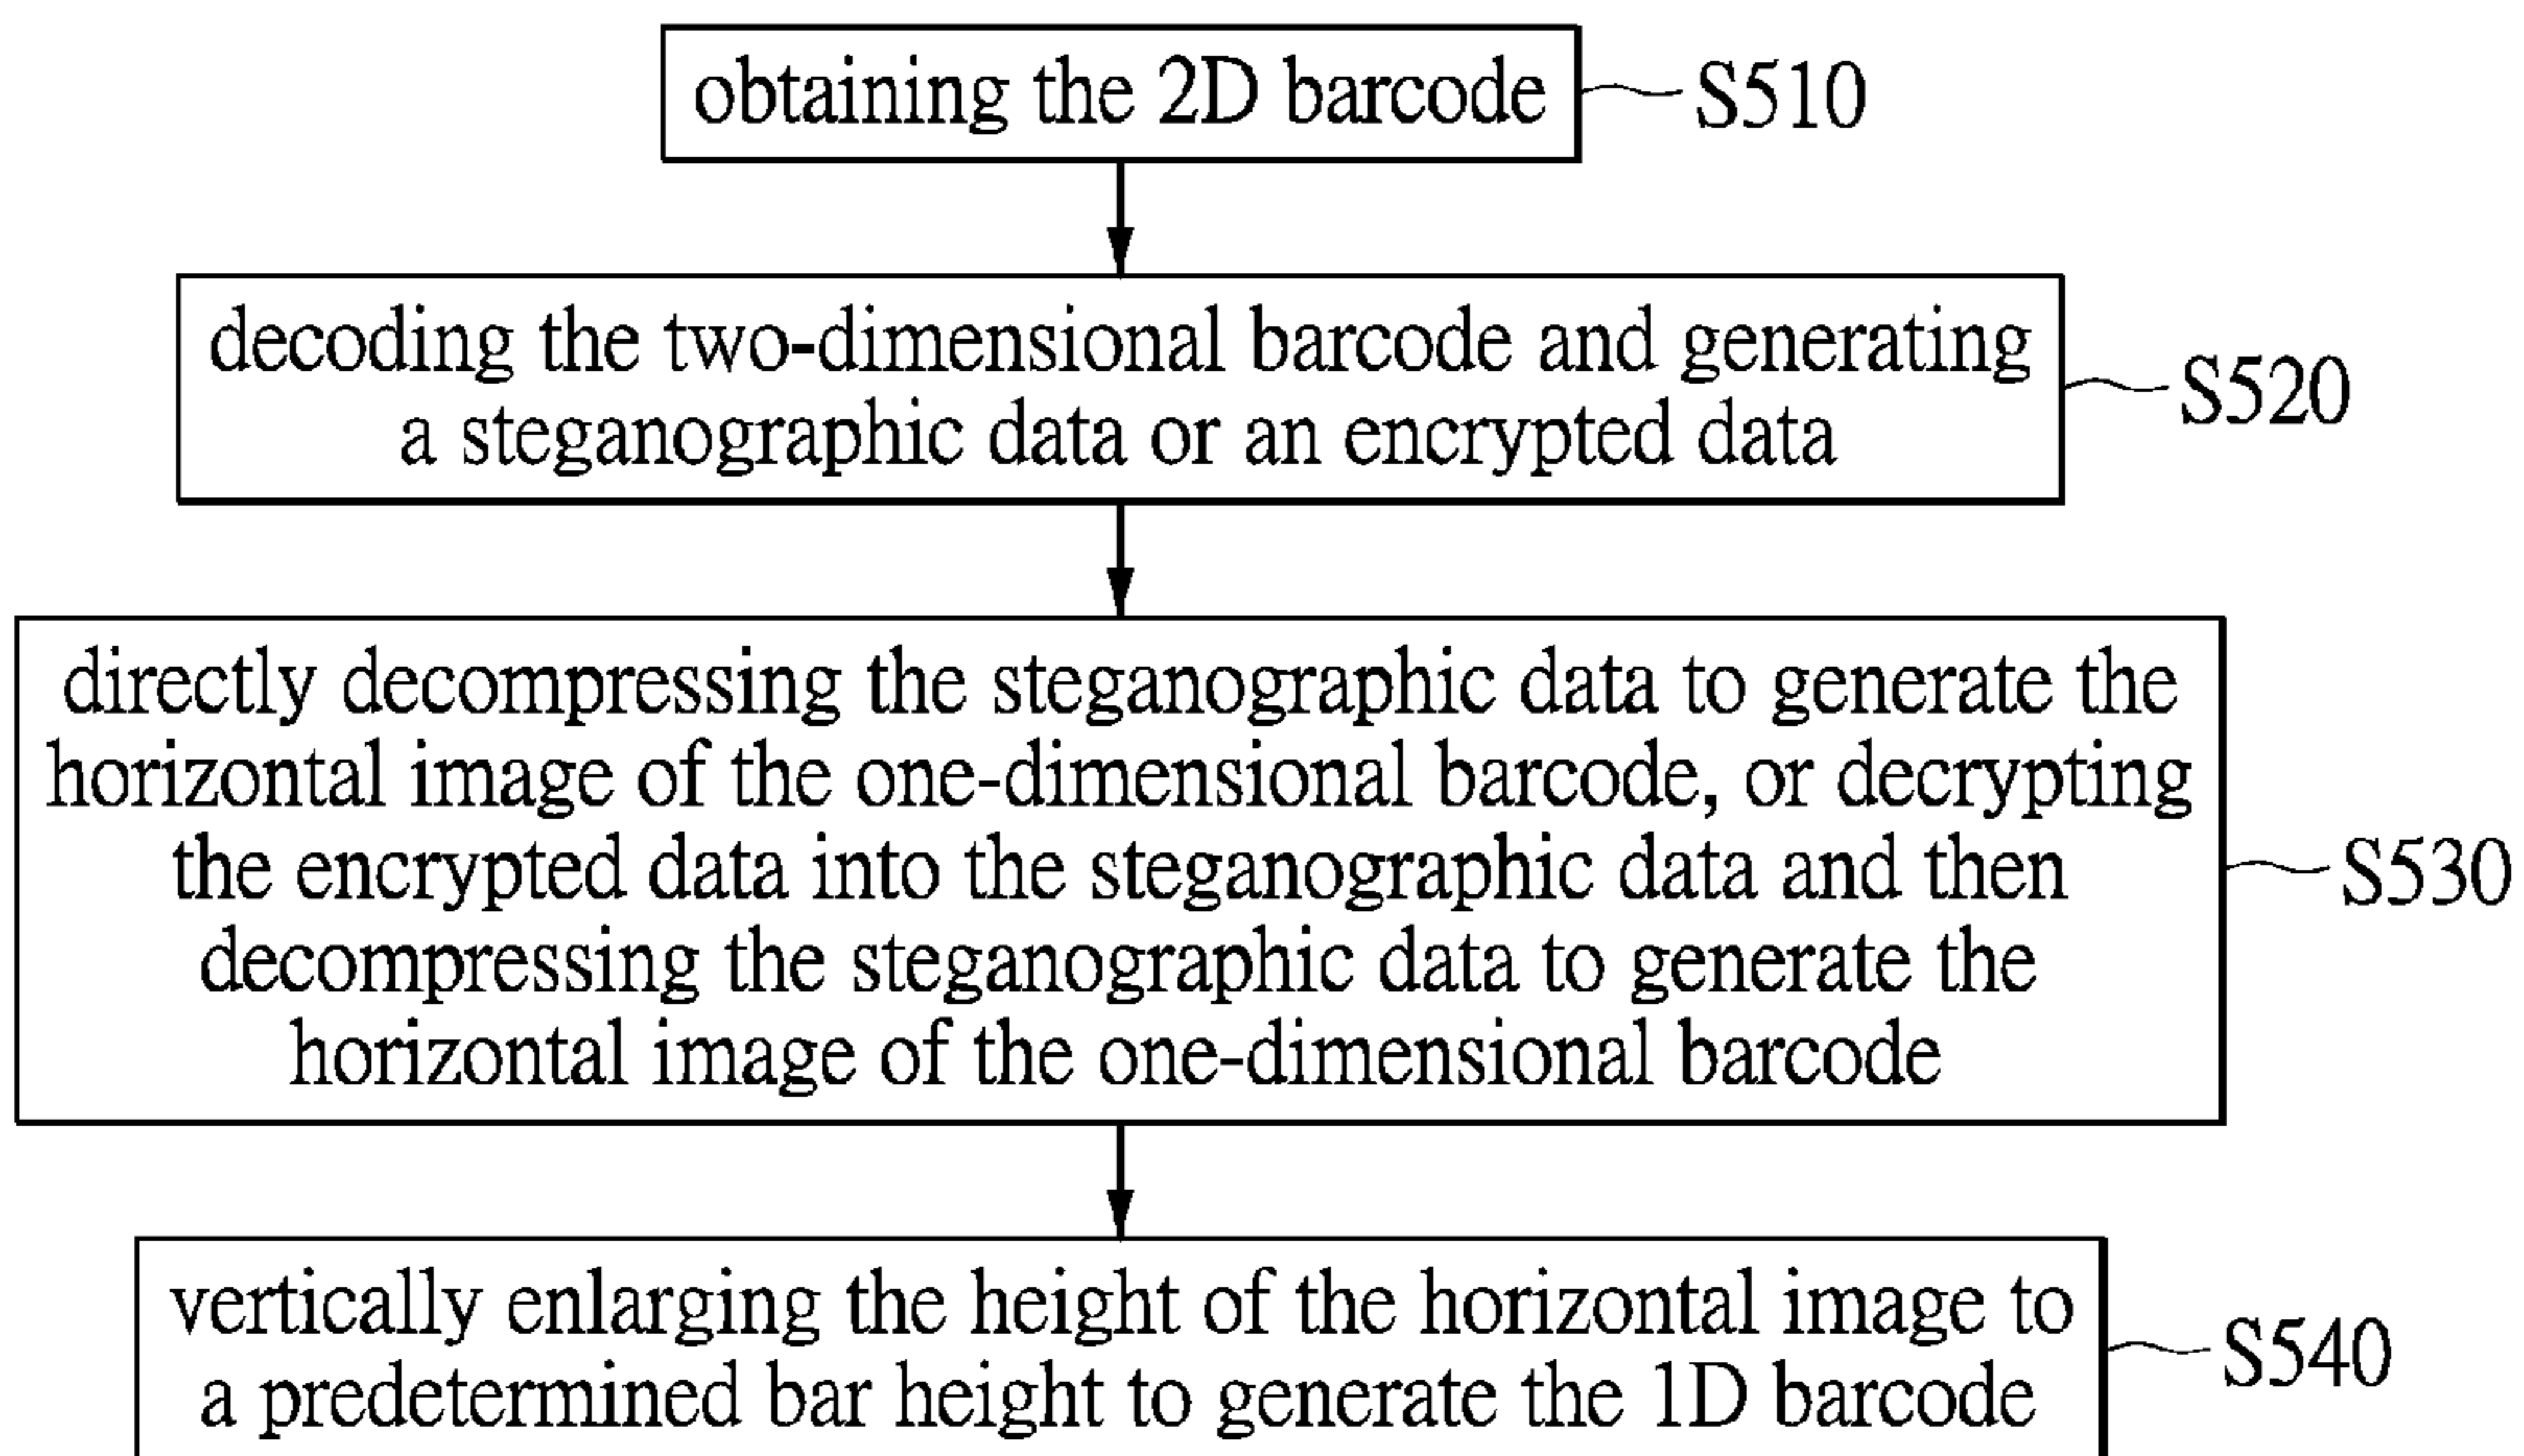 obtaining the 2D barcode
S510
decoding the two-dimensional barcode and generating
a steganographic data or an encrypted data
S520
directly decompressing the steganographic data to generate the
horizontal image of the one-dimensional barcode, or decrypting
the encrypted data into the steganographic data and then
decompressing the steganographic data to generate the
horizontal image of the one-dimensional barcode
S530
vertically enlarging the height of the horizontal image to
a predetermined bar height to generate the 1D barcode
S540